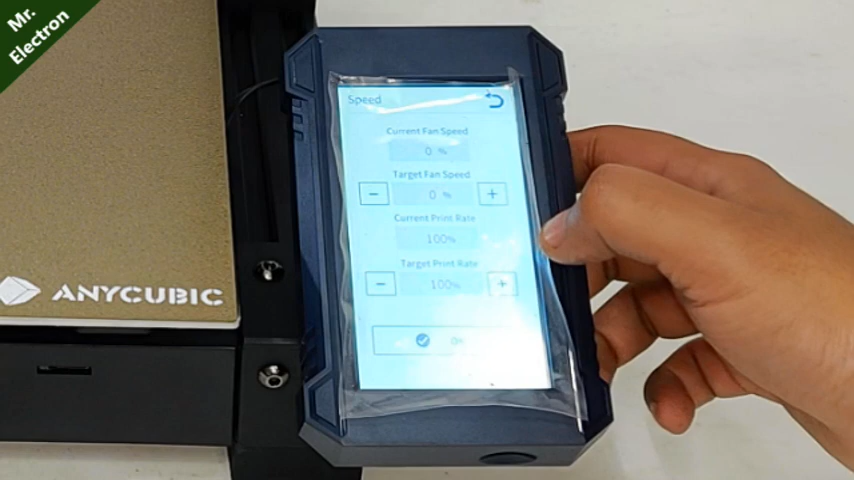 Mr.
Electron
Speed
Current Fan Speed
0 %
Target Fan Speed
− 0 % +
Current Print Rate
100%
Target Print Rate
− 100% +
OK
ANYCUBIC